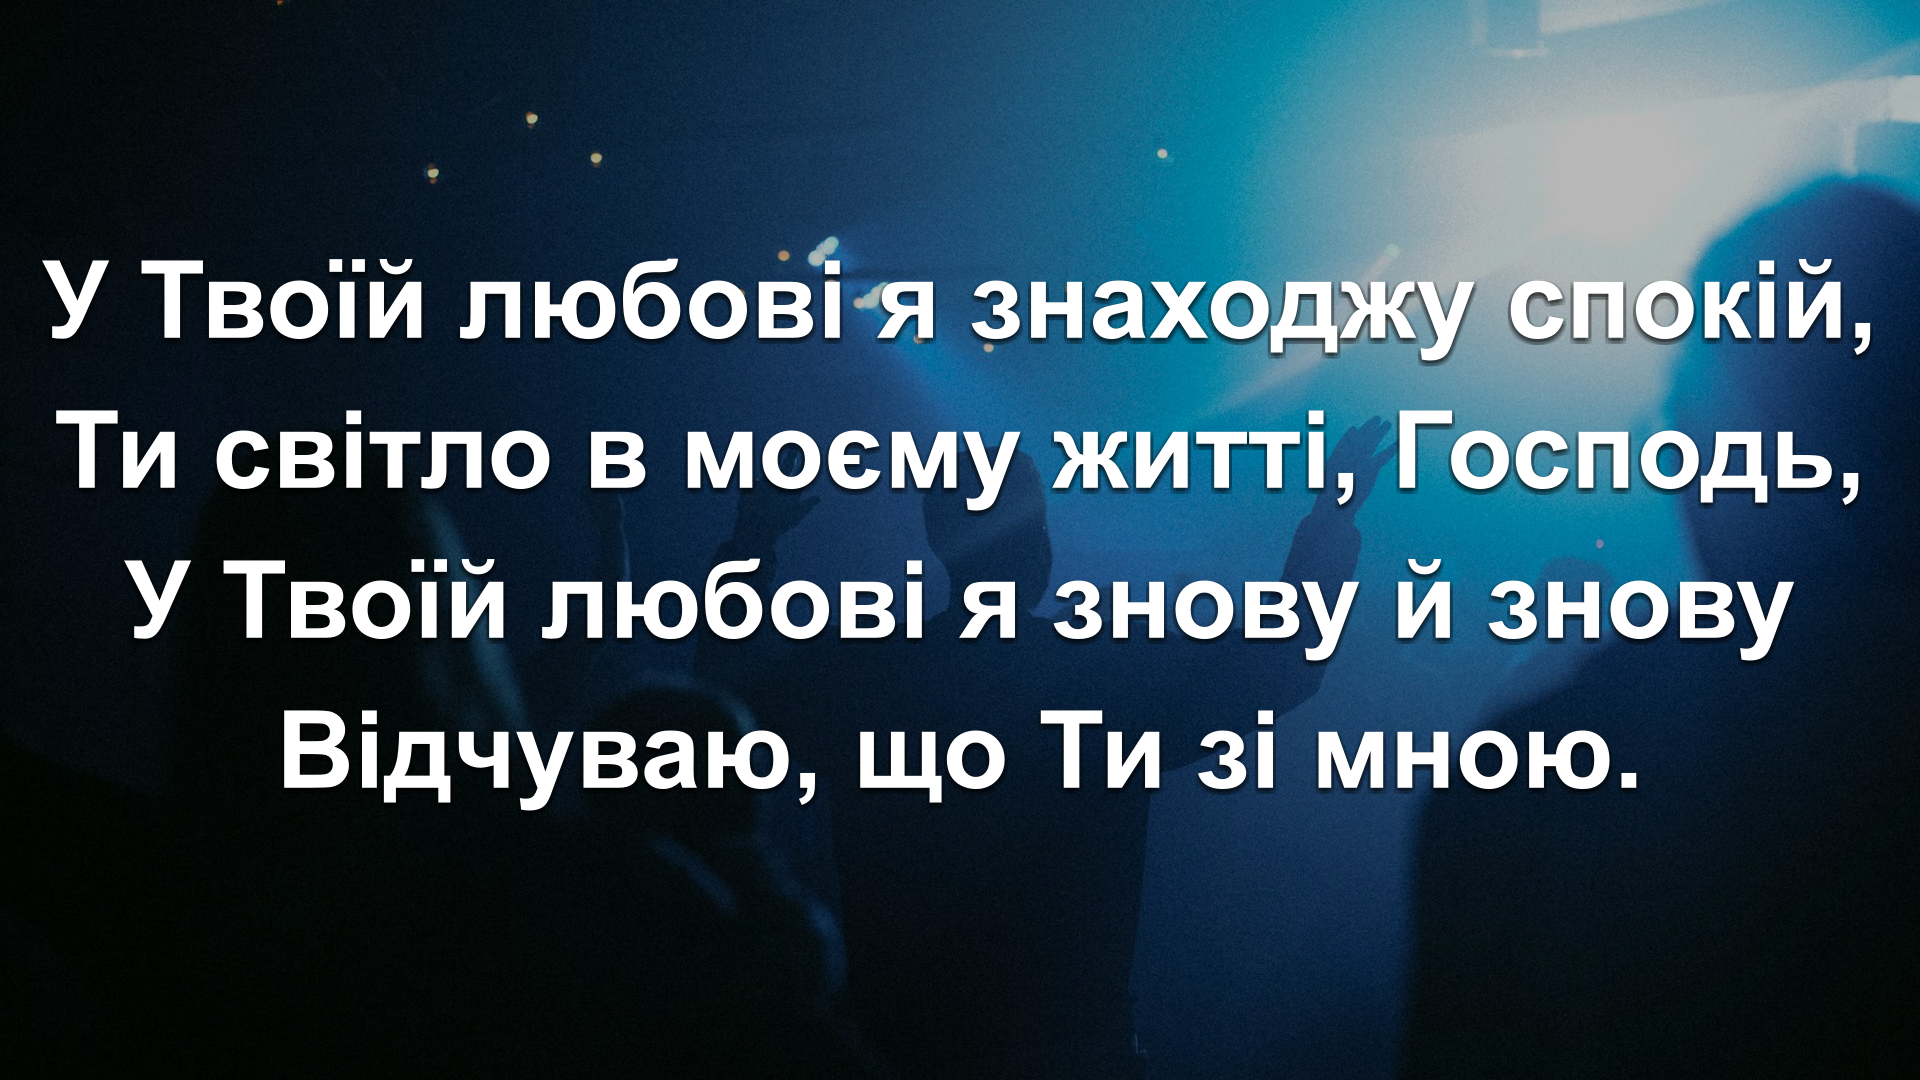 У Твоїй любові я знаходжу спокій,
Ти світло в моєму житті, Господь,
У Твоїй любові я знову й знову
Відчуваю, що Ти зі мною.